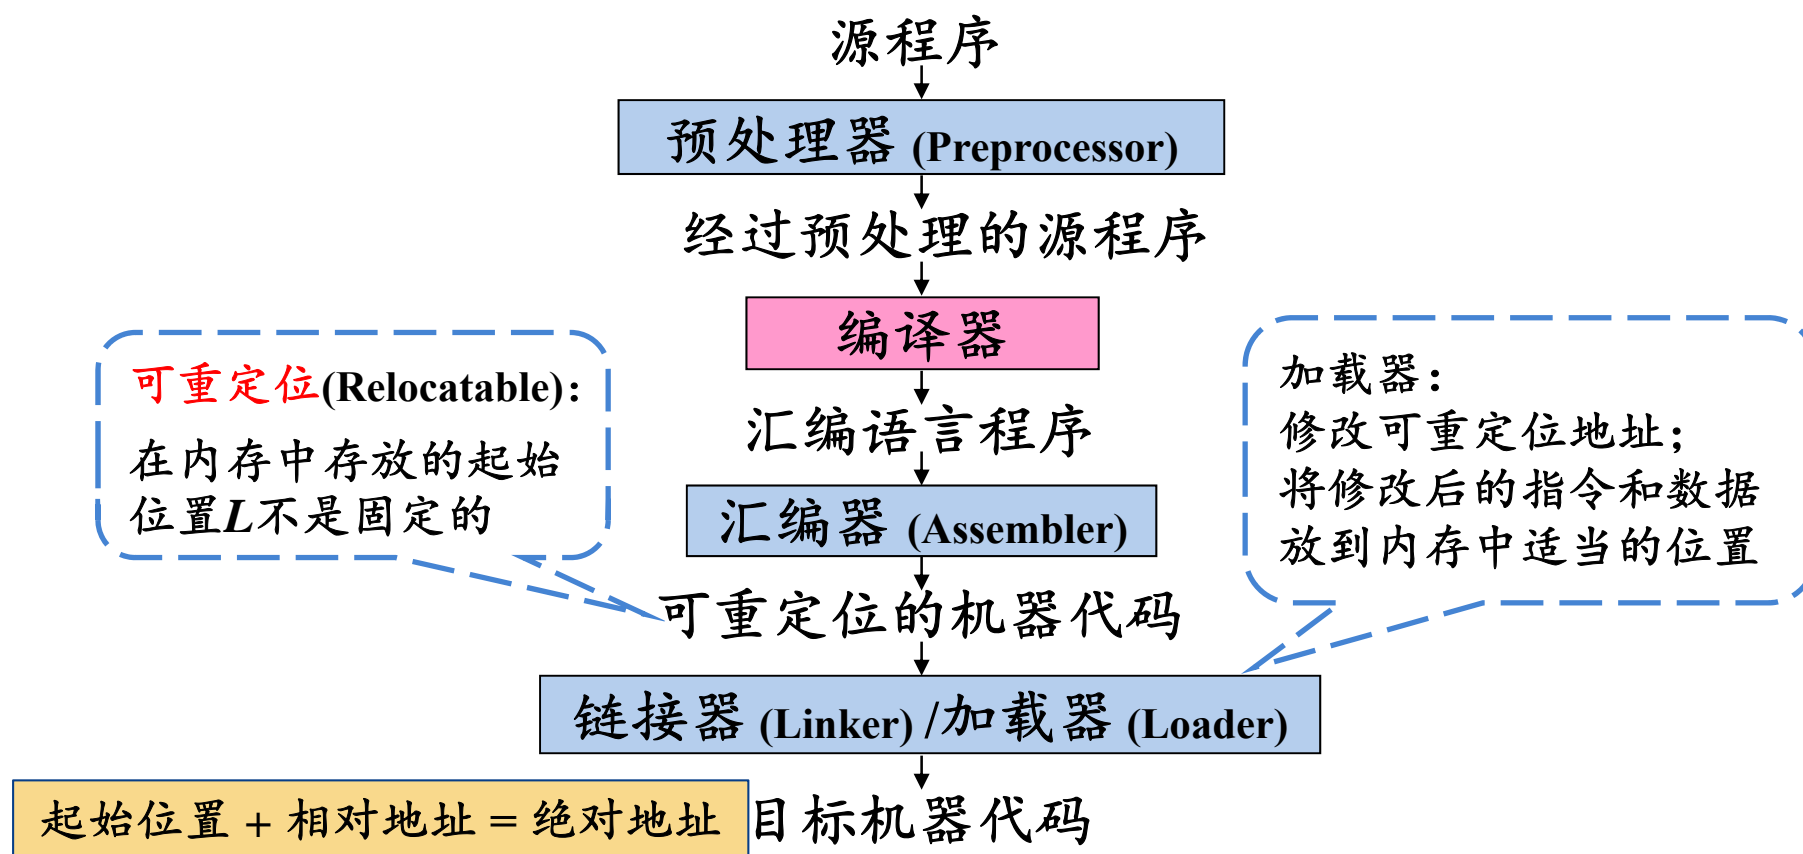 源程序
预处理器 (Preprocessor)
经过预处理的源程序
编译器
汇编语言程序
可重定位(Relocatable)：
在内存中存放的起始
位置L不是固定的
加载器：
修改可重定位地址；
将修改后的指令和数据
放到内存中适当的位置
汇编器 (Assembler)
可重定位的机器代码
链接器 (Linker) /加载器 (Loader)
起始位置 + 相对地址 = 绝对地址
目标机器代码